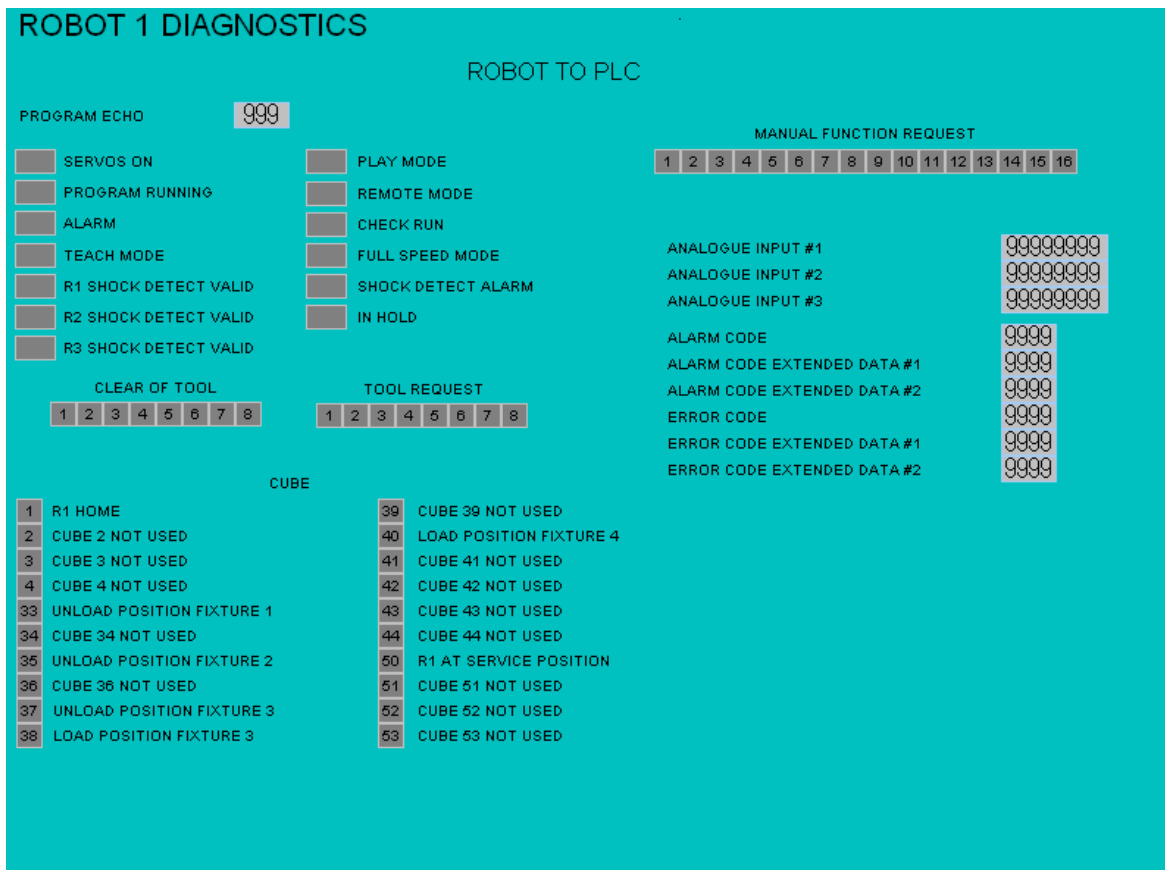 ROBOT 1 DIAGNOSTICS
ROBOT TO PLC
PROGRAM ECHO 999
SERVOS ON
PROGRAM RUNNING
ALARM
TEACH MODE
R1 SHOCK DETECT VALID
R2 SHOCK DETECT VALID
R3 SHOCK DETECT VALID
PLAY MODE
REMOTE MODE
CHECK RUN
FULL SPEED MODE
SHOCK DETECT ALARM
IN HOLD
CLEAR OF TOOL
1 2 3 4 5 6 7 8
TOOL REQUEST
1 2 3 4 5 6 7 8
MANUAL FUNCTION REQUEST
1 2 3 4 5 6 7 8 9 10 11 12 13 14 15 16
ANALOGUE INPUT #1 99999999
ANALOGUE INPUT #2 99999999
ANALOGUE INPUT #3 99999999
ALARM CODE 9999
ALARM CODE EXTENDED DATA #1 9999
ALARM CODE EXTENDED DATA #2 9999
ERROR CODE 9999
ERROR CODE EXTENDED DATA #1 9999
ERROR CODE EXTENDED DATA #2 9999
CUBE
1 R1 HOME
2 CUBE 2 NOT USED
3 CUBE 3 NOT USED
4 CUBE 4 NOT USED
33 UNLOAD POSITION FIXTURE 1
34 CUBE 34 NOT USED
35 UNLOAD POSITION FIXTURE 2
36 CUBE 36 NOT USED
37 UNLOAD POSITION FIXTURE 3
38 LOAD POSITION FIXTURE 3
39 CUBE 39 NOT USED
40 LOAD POSITION FIXTURE 4
41 CUBE 41 NOT USED
42 CUBE 42 NOT USED
43 CUBE 43 NOT USED
44 CUBE 44 NOT USED
50 R1 AT SERVICE POSITION
51 CUBE 51 NOT USED
52 CUBE 52 NOT USED
53 CUBE 53 NOT USED